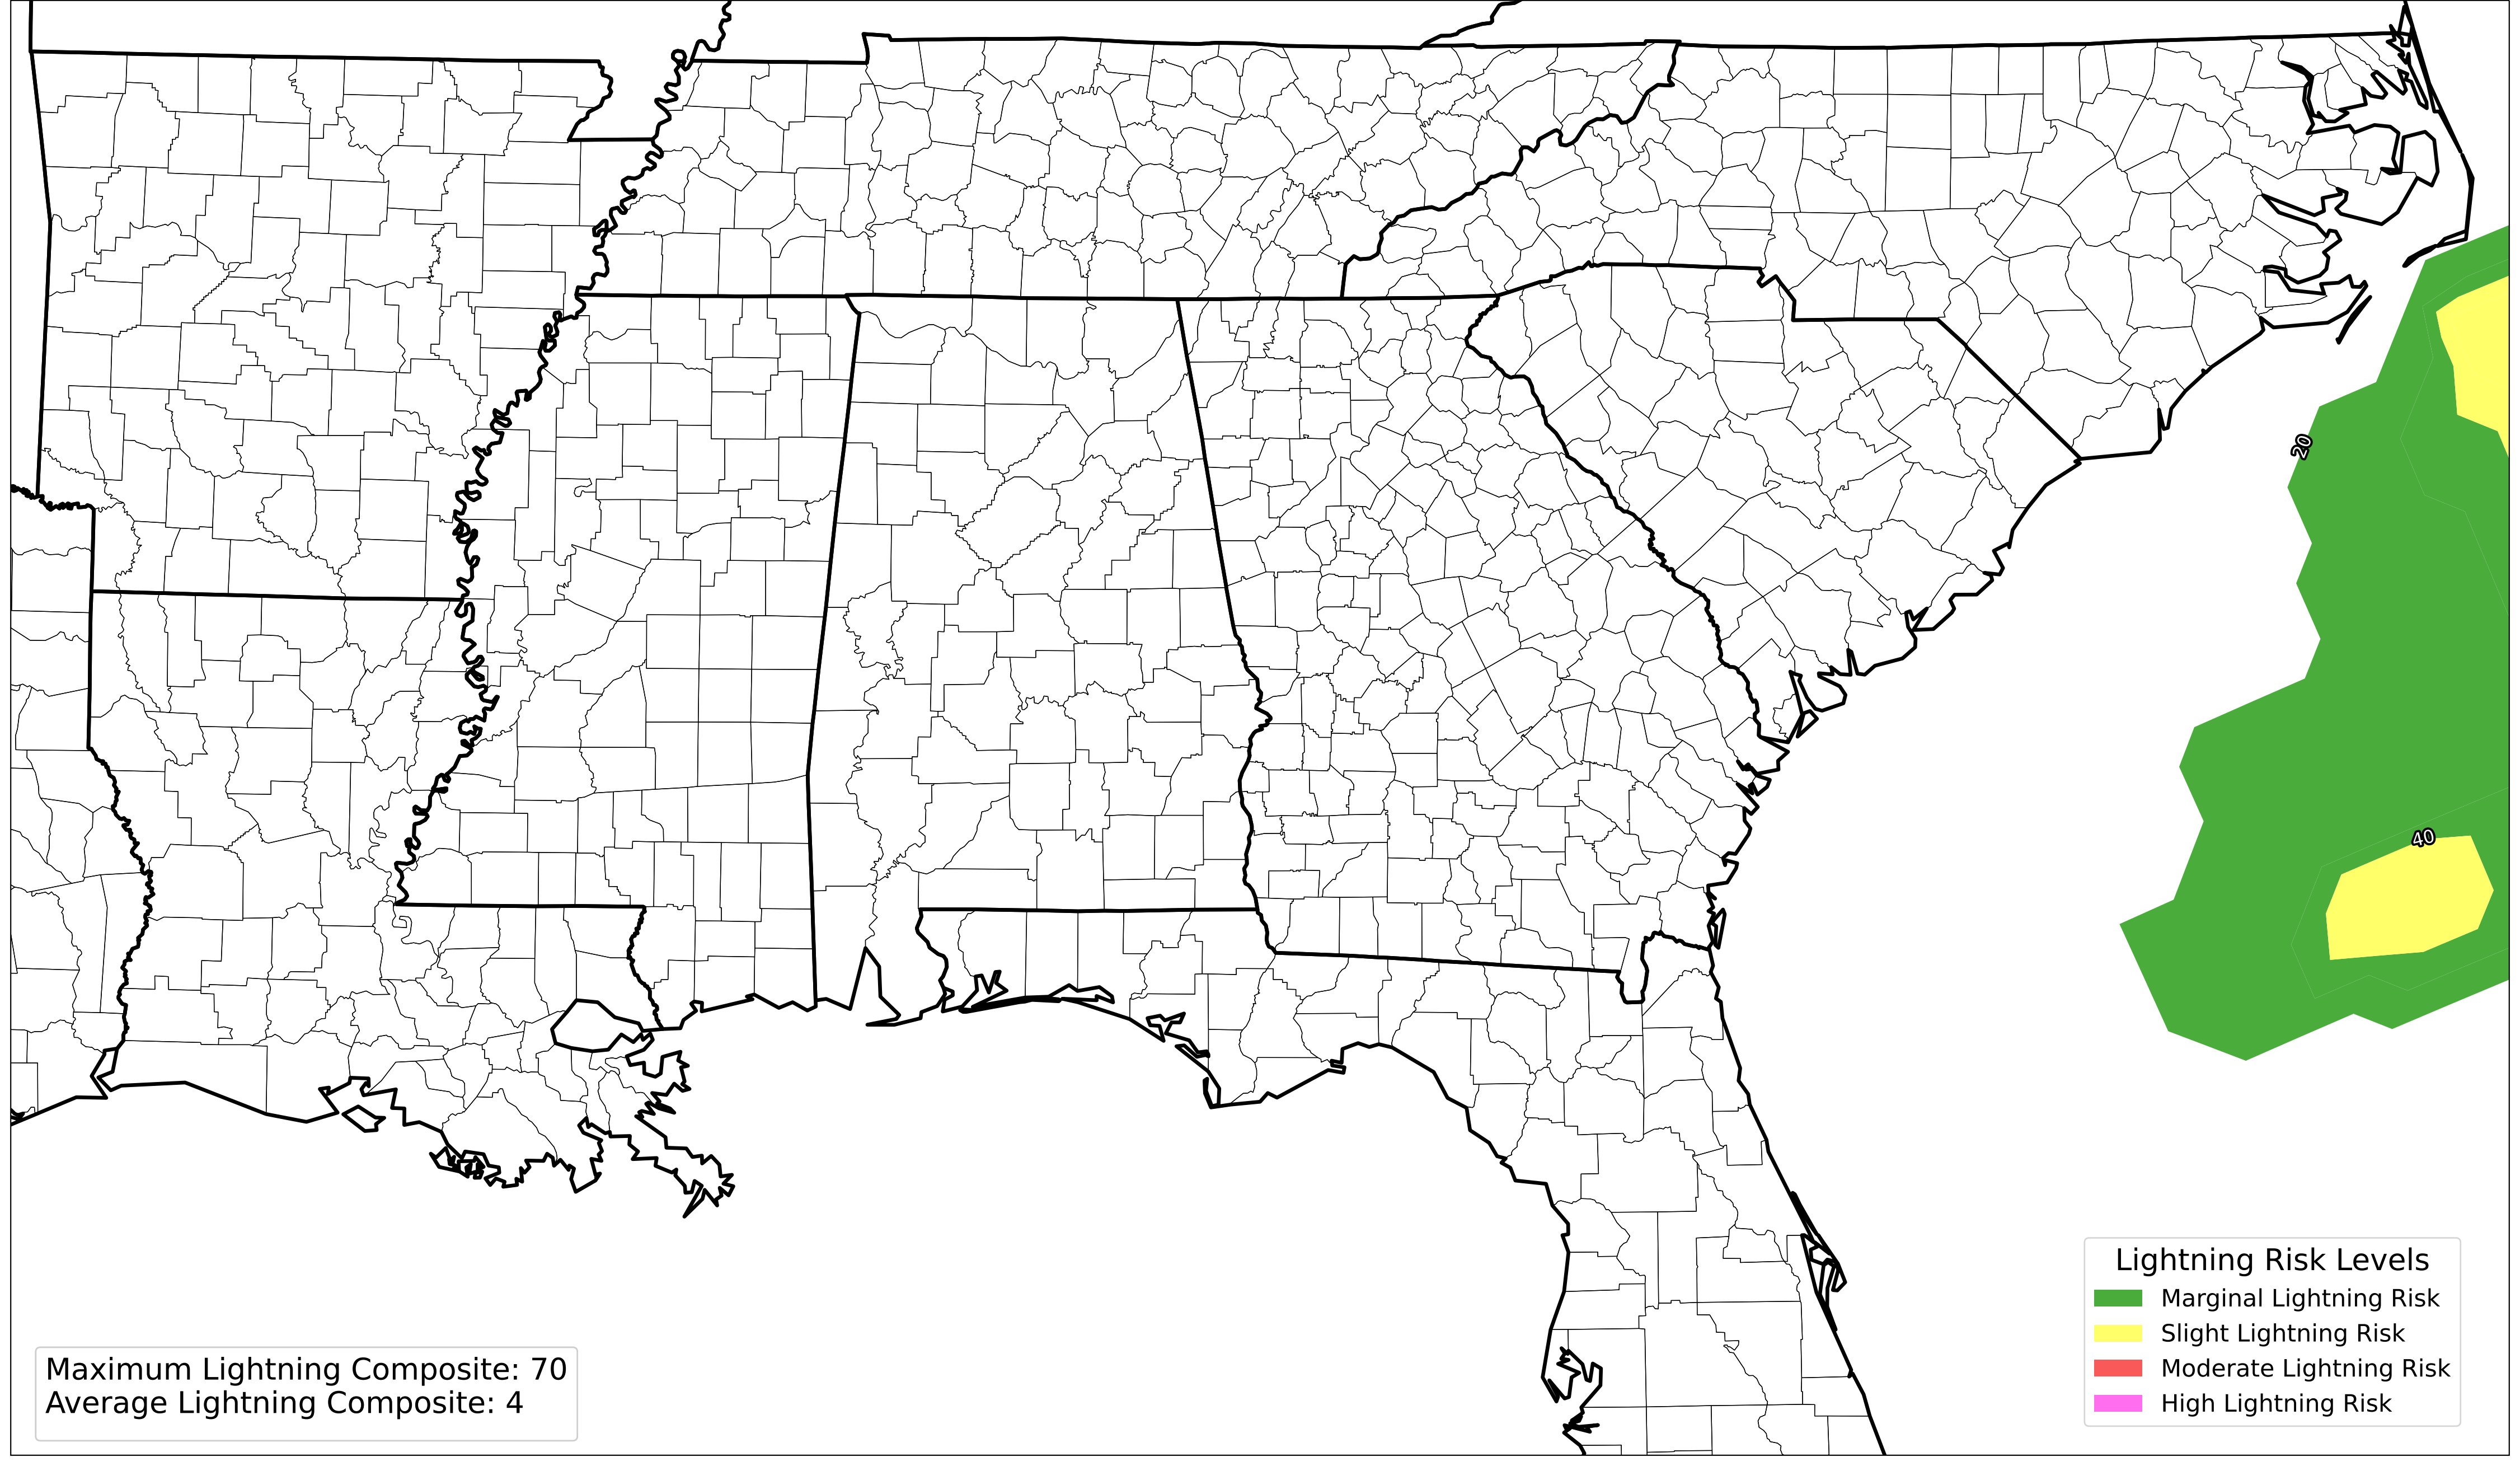 20
40
Lightning Risk Levels
Marginal Lightning Risk
Slight Lightning Risk
Moderate Lightning Risk
High Lightning Risk
Maximum Lightning Composite: 70
Average Lightning Composite: 4